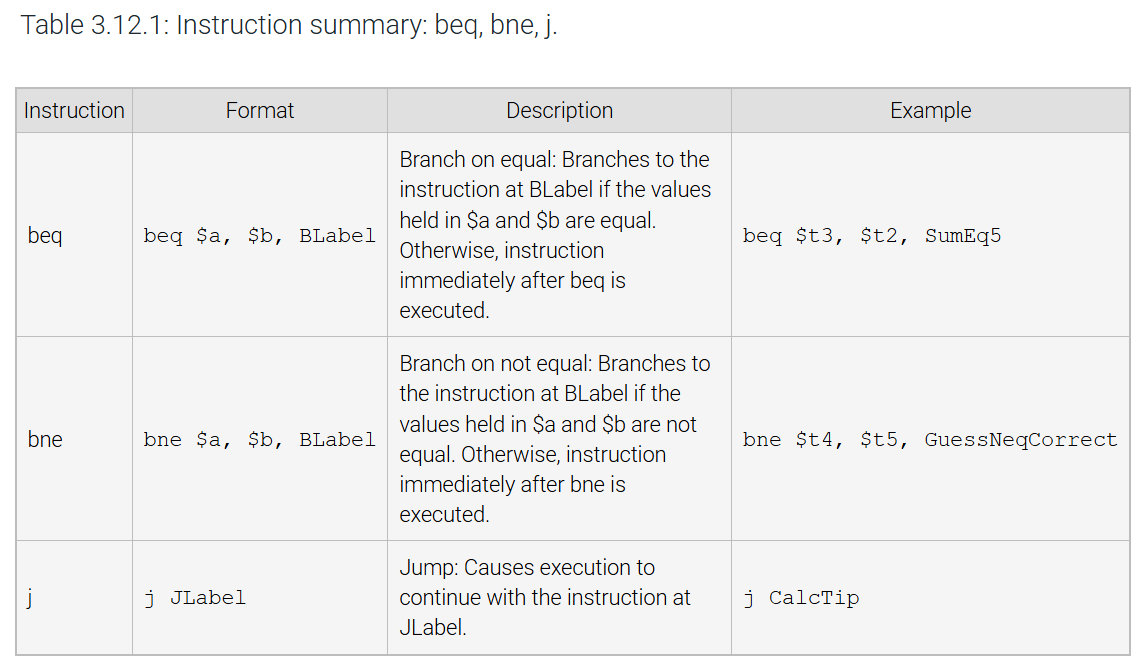 Table 3.12.1: Instruction summary: beq, bne, j.
Instruction Format Description Example
beq
beq $a, $b, BLabel
Branch on equal: Branches to the
instruction at BLabel if the values
held in $a and $b are equal.
Otherwise, instruction
immediately after beq is
executed.
beq $t3, $t2, SumEq5
bne
bne $a, $b, BLabel
Branch on not equal: Branches to
the instruction at BLabel if the
values held in $a and $b are not
equal. Otherwise, instruction
immediately after bne is
executed.
bne $t4, $t5, GuessNeqCorrect
j
j JLabel
Jump: Causes execution to
continue with the instruction at
JLabel.
j CalcTip